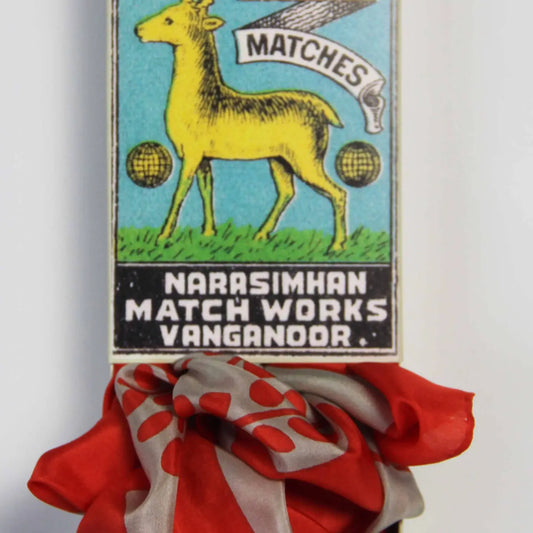 MATCHES
NARASIMHAN
MATCH WORKS
VANGANOOR.